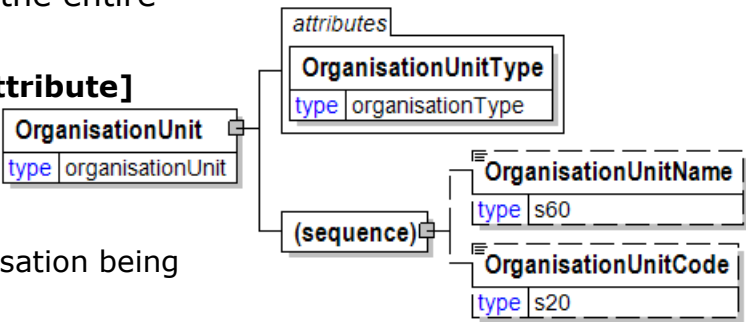 the entire
attributes
OrganisationUnitType
type organisationType
ttribute]
OrganisationUnit
type organisationUnit
OrganisationUnitName
type s60
(sequence)
sation being
OrganisationUnitCode
type s20